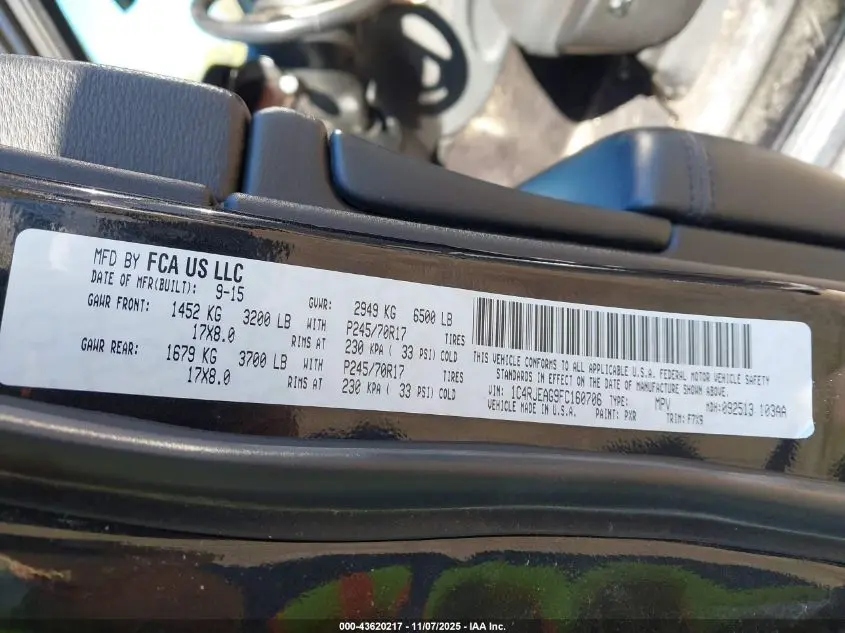 MFD BY FCA US LLC
DATE OF MFR(BUILT): 9-15
GVWR: 2949 KG 6500 LB
GAWR FRONT: 1452 KG 3200 LB WITH P245/70R17 TIRES
17X8.0 RIMS AT 230 KPA ( 33 PSI) COLD
GAWR REAR: 1679 KG 3700 LB WITH P245/70R17 TIRES
17X8.0 RIMS AT 230 KPA ( 33 PSI) COLD
THIS VEHICLE CONFORMS TO ALL APPLICABLE U.S.A. FEDERAL MOTOR VEHICLE SAFETY
STANDARDS IN EFFECT ON THE DATE OF MANUFACTURE SHOWN ABOVE.
VIN: 1C4RJEAG9FC160706 TYPE: MPV MDH:092513 103AA
VEHICLE MADE IN U.S.A. PAINT: PXR TRIM: F7X9
000-43620217 - 11/07/2025 - IAA Inc.